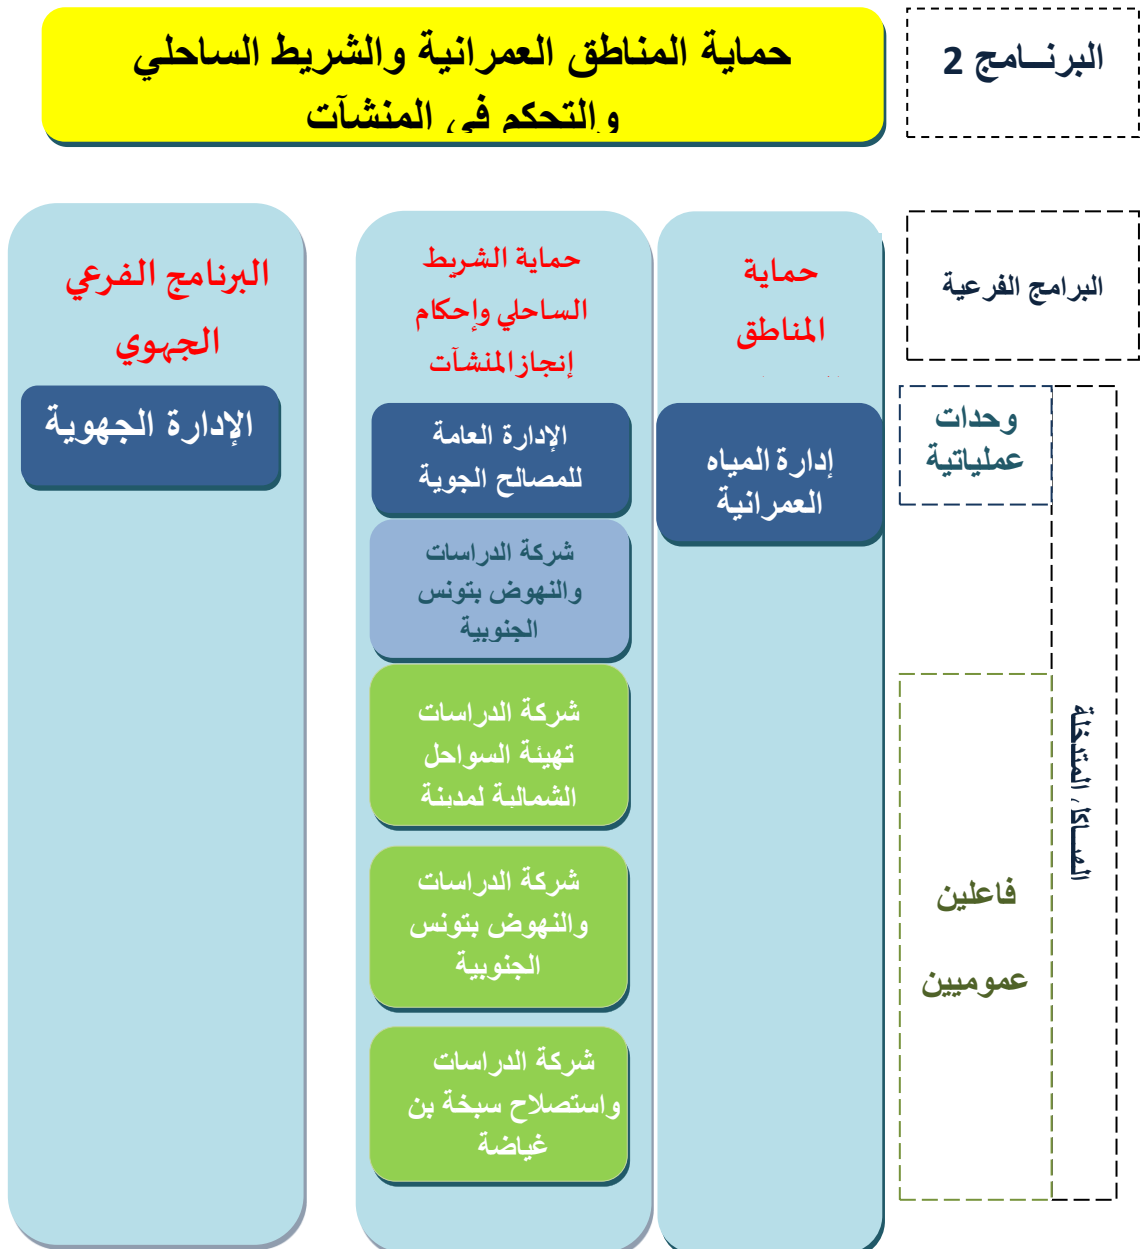 البرنــامج 2
حماية المناطق العمرانية والشريط الساحلي
والتحكم في المنشآت
البرامج الفرعية
حماية
المناطق
حماية الشريط
الساحلي وإحكام
إنجاز المنشآت
البرنامج الفرعي
الجهوي
وحدات
عملياتية
إدارة المياه
العمرانية
الإدارة العامة
للمصالح الجوية
الإدارة الجهوية
شركة الدراسات
والنهوض بتونس
الجنوبية
شركة الدراسات
تهيئة السواحل
الشمالية لمدينة
شركة الدراسات
والنهوض بتونس
الجنوبية
شركة الدراسات
واستصلاح سبخة بن
غياضة
فاعلين
عموميين
المتدخلة